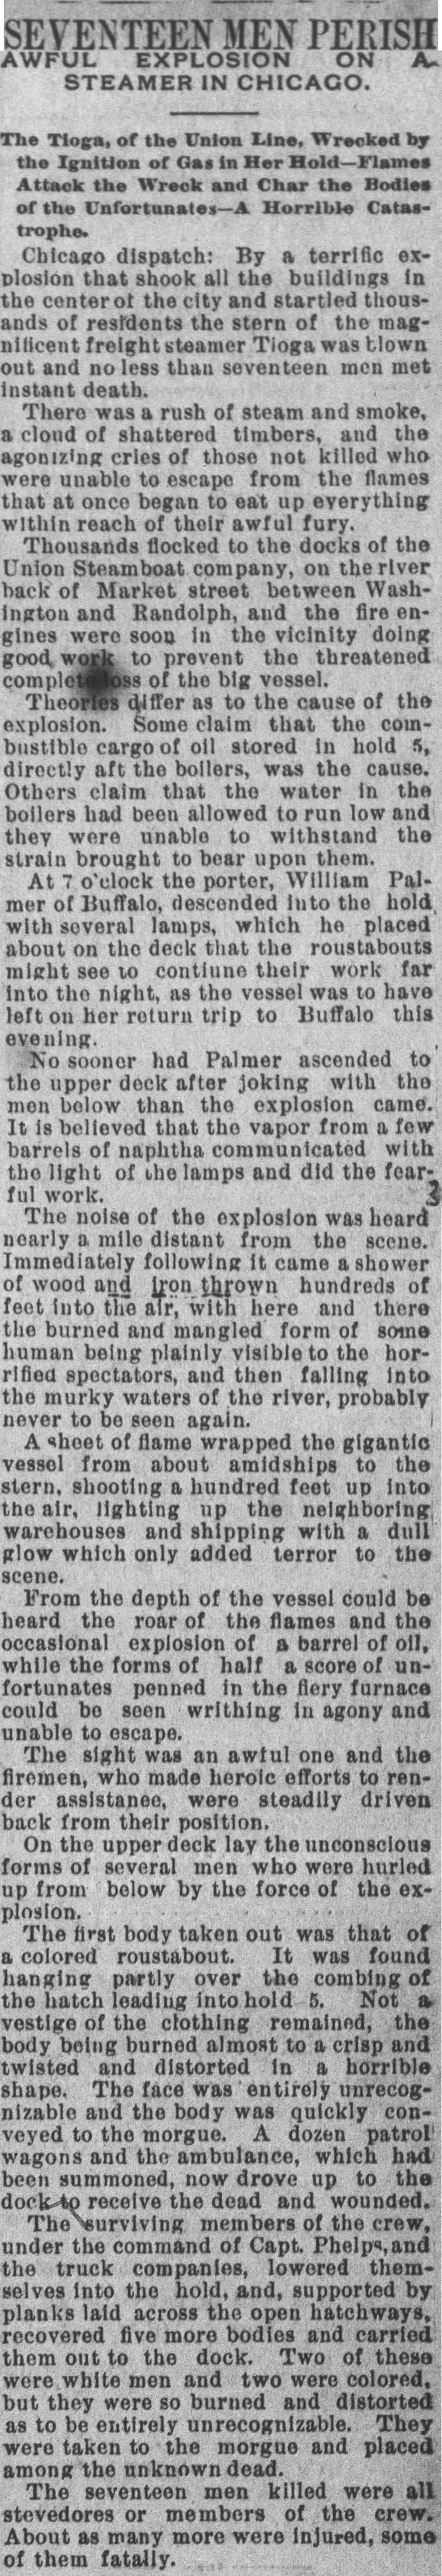 SEVENTEEN MEN PERISH
AWFUL EXPLOSION ON A
STEAMER IN CHICAGO.
The Tioga, of the Union Line, Wrecked by
the Ignition of Gas in Her Hold—Flames
Attack the Wreck and Char the Bodies
of the Unfortunates—A Horrible Catas-
trophe.
Chicago dispatch: By a terrific ex-
plosion that shook all the buildings in
the center of the city and startled thous-
ands of residents the stern of the mag-
nificent freight steamer Tioga was blown
out and no less than seventeen men met
instant death.
There was a rush of steam and smoke,
a cloud of shattered timbers, and the
agonizing cries of those not killed who
were unable to escape from the flames
that at once began to eat up everything
within reach of their awful fury.
Thousands flocked to the docks of the
Union Steamboat company, on the river
back of Market street between Wash-
ington and Randolph, and the fire en-
gines were soon in the vicinity doing
good work to prevent the threatened
complete loss of the big vessel.
Theories differ as to the cause of the
explosion. Some claim that the com-
bustible cargo of oil stored in hold 5,
directly aft the boilers, was the cause.
Others claim that the water in the
boilers had been allowed to run low and
they were unable to withstand the
strain brought to bear upon them.
At 7 o'clock the porter, William Pal-
mer of Buffalo, descended into the hold
with several lamps, which he placed
about on the deck that the roustabouts
might see to contiune their work far
into the night, as the vessel was to have
left on her return trip to Buffalo this
evening.
No sooner had Palmer ascended to
the upper deck after joking with the
men below than the explosion came.
It is believed that the vapor from a few
barrels of naphtha communicated with
the light of the lamps and did the fear-
ful work.
3
The noise of the explosion was heard
nearly a mile distant from the scene.
Immediately following it came a shower
of wood and iron thrown hundreds of
feet into the air, with here and there
the burned and mangled form of some
human being plainly visible to the hor-
rified spectators, and then falling into
the murky waters of the river, probably
never to be seen again.
A sheet of flame wrapped the gigantic
vessel from about amidships to the
stern, shooting a hundred feet up into
the air, lighting up the neighboring
warehouses and shipping with a dull
glow which only added terror to the
scene.
From the depth of the vessel could be
heard the roar of the flames and the
occasional explosion of a barrel of oil,
while the forms of half a score of un-
fortunates penned in the fiery furnace
could be seen writhing in agony and
unable to escape.
The sight was an awful one and the
firemen, who made heroic efforts to ren-
der assistance, were steadily driven
back from their position.
On the upper deck lay the unconscious
forms of several men who were hurled
up from below by the force of the ex-
plosion.
The first body taken out was that of
a colored roustabout. It was found
hanging partly over the combing of
the hatch leading into hold 5. Not a
vestige of the clothing remained, the
body being burned almost to a crisp and
twisted and distorted in a horrible
shape. The face was entirely unrecog-
nizable and the body was quickly con-
veyed to the morgue. A dozen patrol
wagons and the ambulance, which had
been summoned, now drove up to the
dock to receive the dead and wounded.
The surviving members of the crew,
under the command of Capt. Phelps, and
the truck companies, lowered them-
selves into the hold, and, supported by
planks laid across the open hatchways,
recovered five more bodies and carried
them out to the dock. Two of these
were white men and two were colored,
but they were so burned and distorted
as to be entirely unrecognizable. They
were taken to the morgue and placed
among the unknown dead.
The seventeen men killed were all
stevedores or members of the crew.
About as many more were injured, some
of them fatally.